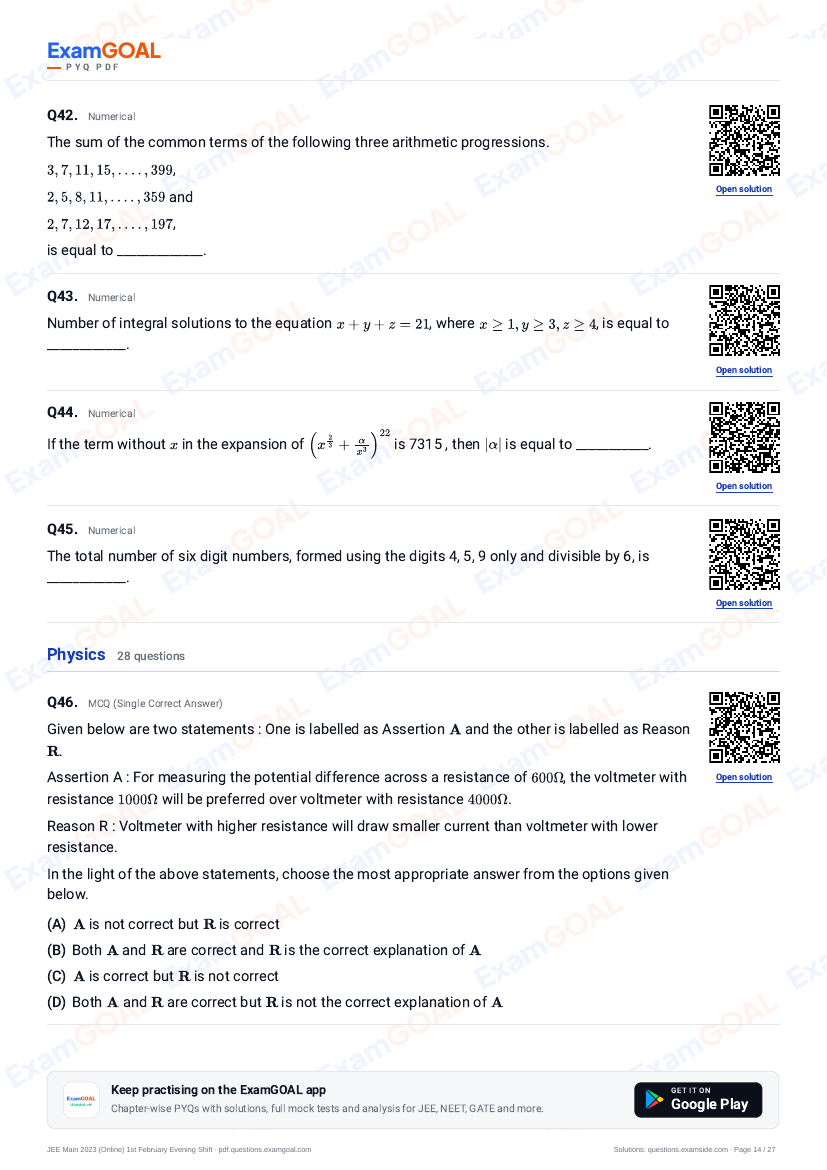 ExamGOAL
PYQ PDF
Q42. Numerical
The sum of the common terms of the following three arithmetic progressions.
3, 7, 11, 15, . . . . , 399,
2, 5, 8, 11, . . . . , 359 and
2, 7, 12, 17, . . . . , 197,
is equal to _____________.
Open solution
Q43. Numerical
Number of integral solutions to the equation x + y + z = 21, where x ≥ 1, y ≥ 3, z ≥ 4, is equal to
____________.
Open solution
Q44. Numerical
If the term without x in the expansion of (x^{2/3} + α/x^3)^{22} is 7315 , then |α| is equal to ___________.
Open solution
Q45. Numerical
The total number of six digit numbers, formed using the digits 4, 5, 9 only and divisible by 6, is
____________.
Open solution
Physics 28 questions
Q46. MCQ (Single Correct Answer)
Given below are two statements : One is labelled as Assertion A and the other is labelled as Reason
R.
Assertion A : For measuring the potential difference across a resistance of 600Ω, the voltmeter with
resistance 1000Ω will be preferred over voltmeter with resistance 4000Ω.
Reason R : Voltmeter with higher resistance will draw smaller current than voltmeter with lower
resistance.
In the light of the above statements, choose the most appropriate answer from the options given
below.
(A) A is not correct but R is correct
(B) Both A and R are correct and R is the correct explanation of A
(C) A is correct but R is not correct
(D) Both A and R are correct but R is not the correct explanation of A
Open solution
ExamGOAL
Keep practising on the ExamGOAL app
Chapter-wise PYQs with solutions, full mock tests and analysis for JEE, NEET, GATE and more.
GET IT ON
Google Play
JEE Main 2023 (Online) 1st February Evening Shift · pdf.questions.examgoal.com
Solutions: questions.examside.com · Page 14 / 27